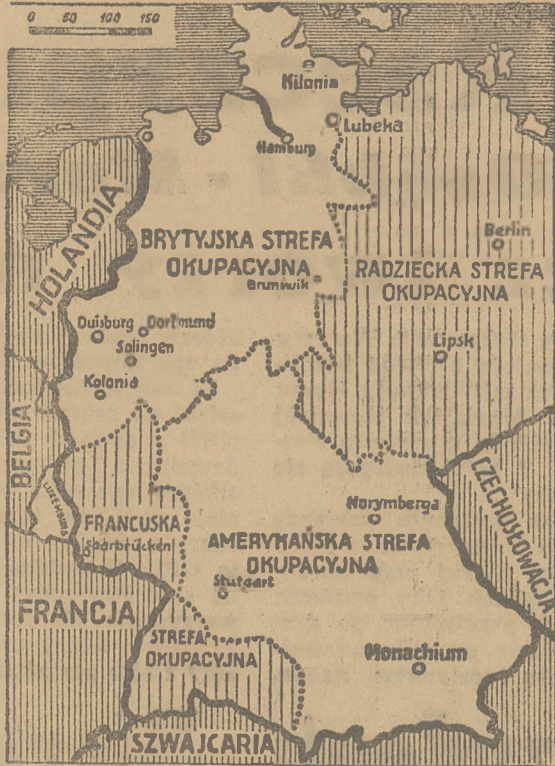 0 50 100 150
Kilonia
Lubeka
Hamburg
HOLANDIA
BRYTYJSKA STREFA
OKUPACYJNA
Brunświk
Berlin
RADZIECKA STREFA
OKUPACYJNA
Duisburg
Dortmund
Solingen
Lipsk
Kolonia
BELGIA
LUXEMBURG
CZECHOSŁOWACJA
Norymberga
FRANCUSKA
Saarbrücken
AMERYKAŃSKA STREFA
OKUPACYJNA
Stutgart
FRANCJA
STREFA
OKUPACYJNA
Monachium
SZWAJCARIA